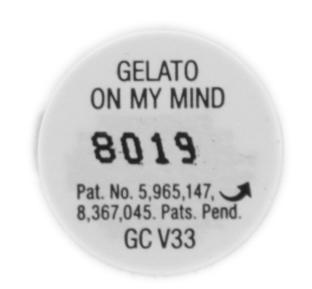 GELATO
ON MY MIND
8019
Pat. No. 5,965,147,
8,367,045. Pats. Pend.
GC V33